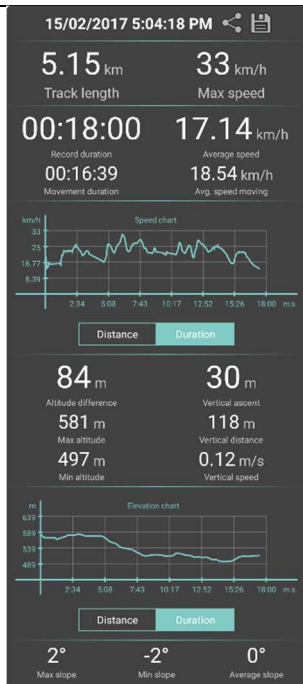 15/02/2017 5:04:18 PM
5.15 km 33 km/h
Track length Max speed
00:18:00 17.14 km/h
Record duration Average speed
00:16:39 18.54 km/h
Movement duration Avg. speed moving
km/h Speed chart
33
25
16.77
8.39
2:34 5:08 7:43 10:17 12:52 15:26 18:00 m:s
Distance Duration
84 m 30 m
Altitude difference Vertical ascent
581 m 118 m
Max altitude Vertical distance
497 m 0.12 m/s
Min altitude Vertical speed
m Elevation chart
639
589
539
489
2:34 5:08 7:43 10:17 12:52 15:26 18:00 m:s
Distance Duration
2° -2° 0°
Max slope Min slope Average slope